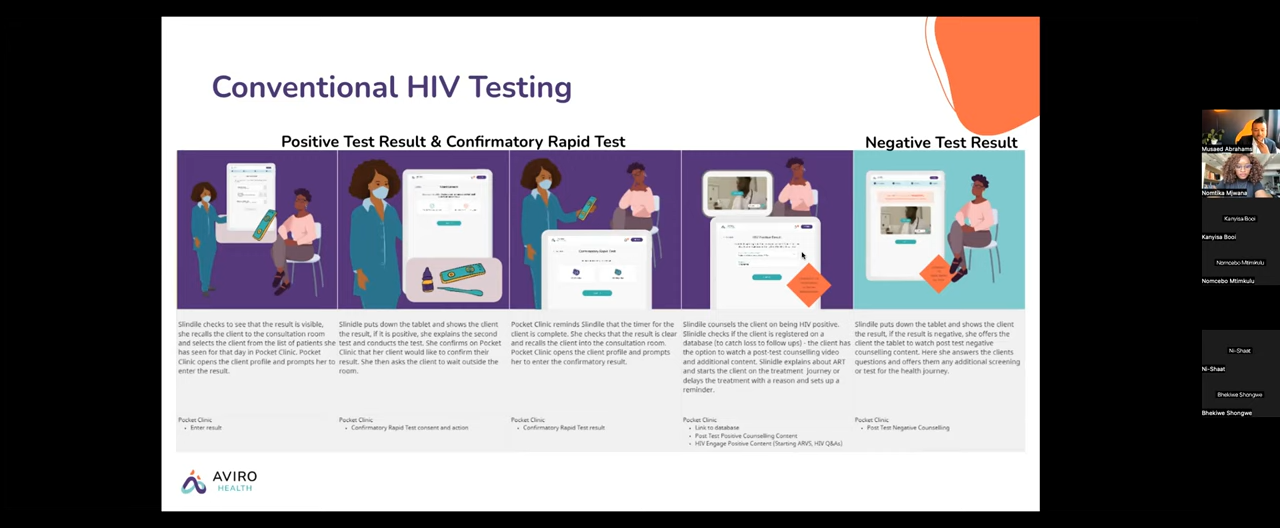 Conventional HIV Testing
Positive Test Result & Confirmatory Rapid Test
Negative Test Result
Slindile checks to see that the result is visible,
she recalls the client to the consultation room
and selects the client from the list of patients she
has seen for that day in Pocket Clinic. Pocket
Clinic opens the client profile and prompts her to
enter the result.
Pocket Clinic
• Enter result
Slinidle puts down the tablet and shows the client
the result, if it is positive, she explains the second
test and conducts the test. She confirms on Pocket
Clinic that her client would like to confirm their
result. She then asks the client to wait outside the
room.
Pocket Clinic
• Confirmatory Rapid Test consent and action
Confirmatory Rapid Test
Pocket Clinic reminds Slindile that the timer for the
client is complete. She checks that the result is clear
and recalls the client into the consultation room.
Pocket Clinic opens the client profile and prompts
her to enter the confirmatory result.
Pocket Clinic
• Confirmatory Rapid Test result
HIV Positive Result
Slindile counsels the client on being HIV positive.
Slinidle checks if the client is registered on a
database (to catch loss to follow ups) - the client has
the option to watch a post-test counselling video
and additional content. Slinidle explains about ART
and starts the client on the treatment journey or
delays the treatment with a reason and sets up a
reminder.
Pocket Clinic
• Link to database
• Post Test Positive Counselling Content
• HIV Engage Positive Content (Starting ARVS, HIV Q&As)
Slindile puts down the tablet and shows the client
the result, if the result is negative, she offers the
client the tablet to watch post test negative
counselling content. Here she answers the clients
questions and offers them any additional screening
or test for the health journey.
Pocket Clinic
• Post Test Negative Counselling
AVIRO
HEALTH
Musaed Abrahams
Nomtika Mjwana
Kanyisa Booi
Kanyisa Booi
Nomcebo Mtimkulu
Nomcebo Mtimkulu
Ni-Shaat
Ni-Shaat
Bhekiwe Shongwe
Bhekiwe Shongwe